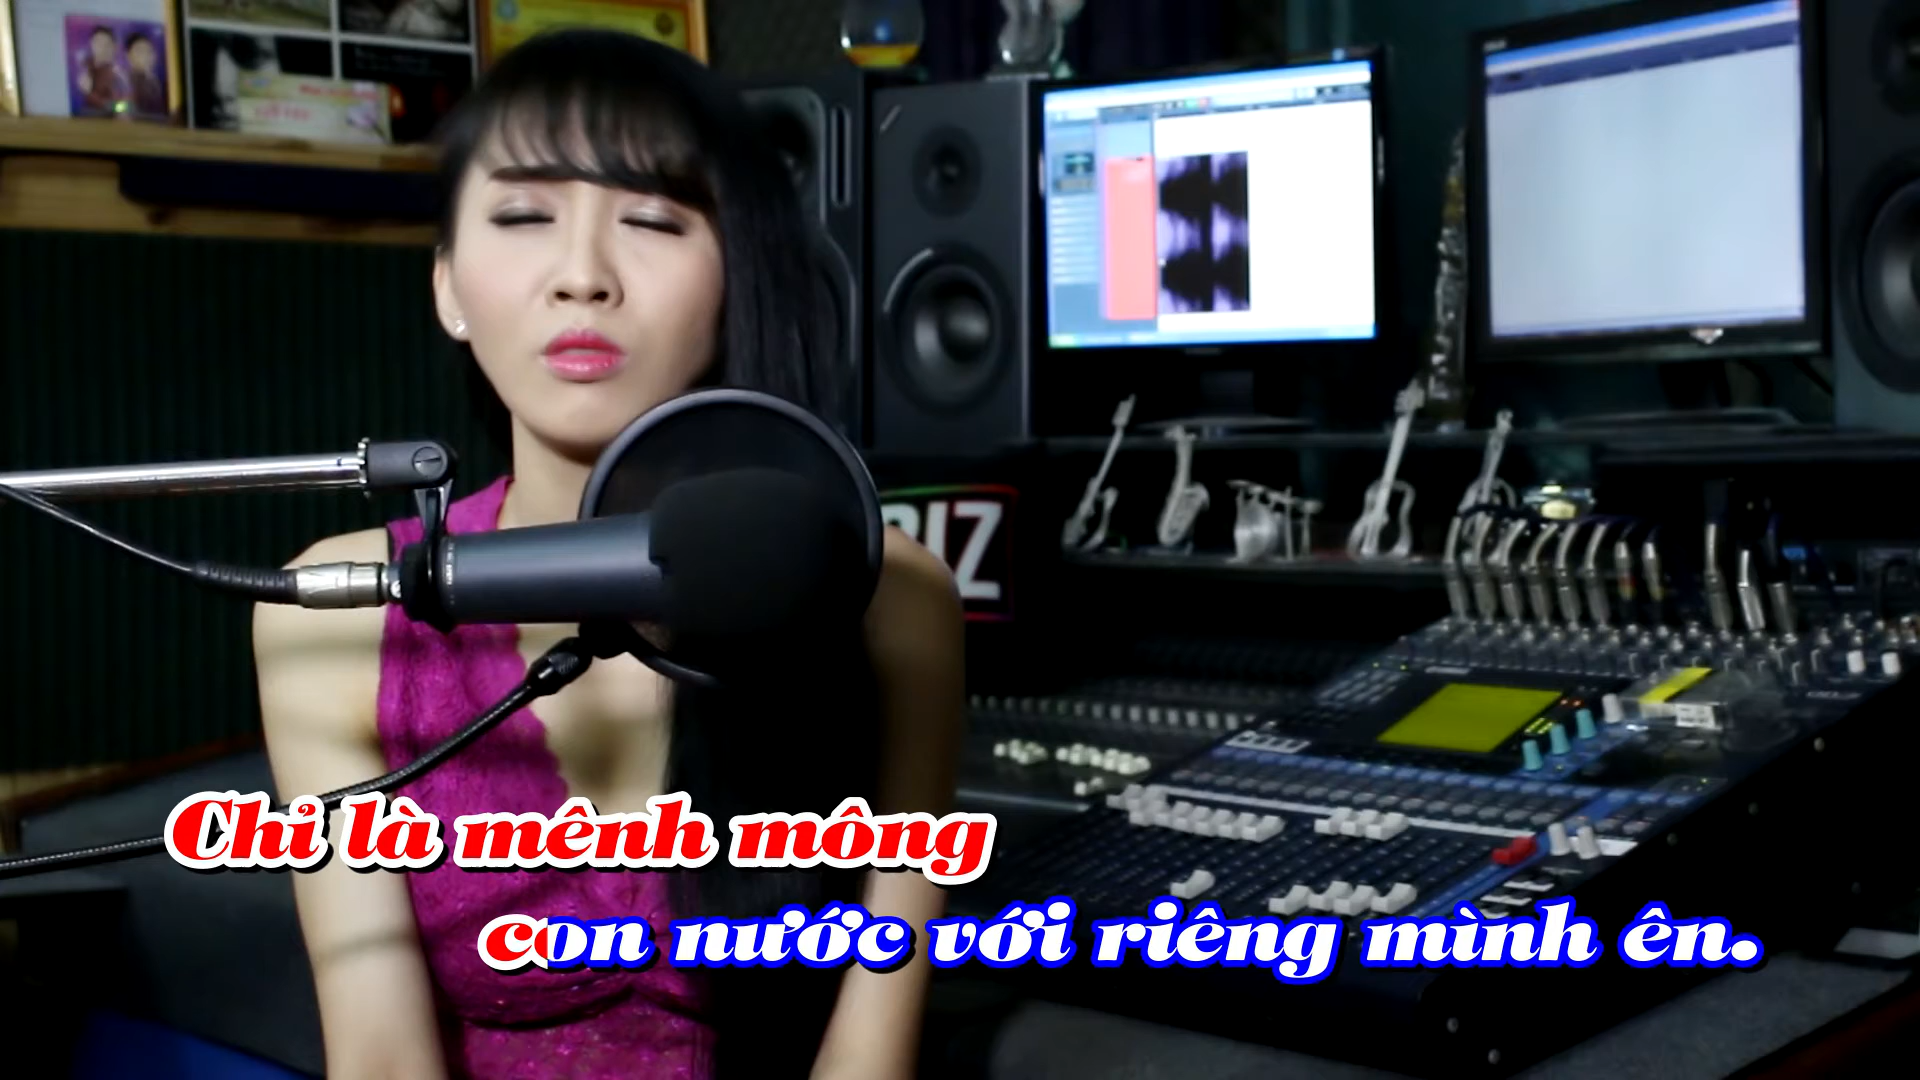 Chỉ là mênh mông
con nước với riêng mình ên.